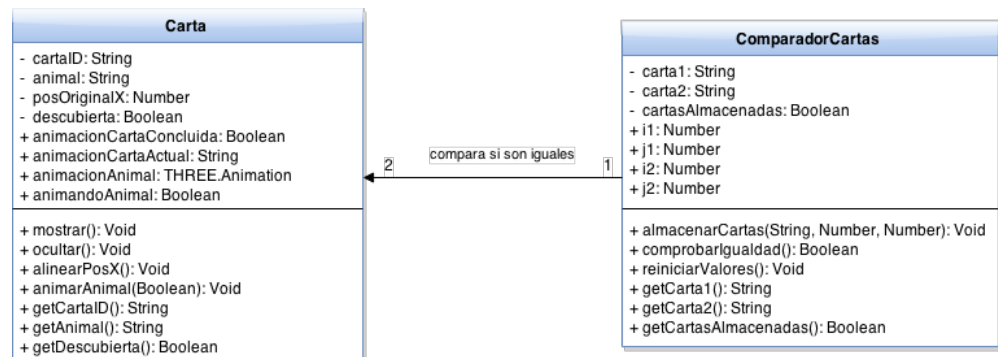 Carta
- cartaID: String
- animal: String
- posOriginalX: Number
- descubierta: Boolean
+ animacionCartaConcluida: Boolean
+ animacionCartaActual: String
+ animacionAnimal: THREE.Animation
+ animandoAnimal: Boolean
+ mostrar(): Void
+ ocultar(): Void
+ alinearPosX(): Void
+ animarAnimal(Boolean): Void
+ getCartaID(): String
+ getAnimal(): String
+ getDescubierta(): Boolean
2
compara si son iguales
1
ComparadorCartas
- carta1: String
- carta2: String
- cartasAlmacenadas: Boolean
+ i1: Number
+ j1: Number
+ i2: Number
+ j2: Number
+ almacenarCartas(String, Number, Number): Void
+ comprobarIgualdad(): Boolean
+ reiniciarValores(): Void
+ getCarta1(): String
+ getCarta2(): String
+ getCartasAlmacenadas(): Boolean